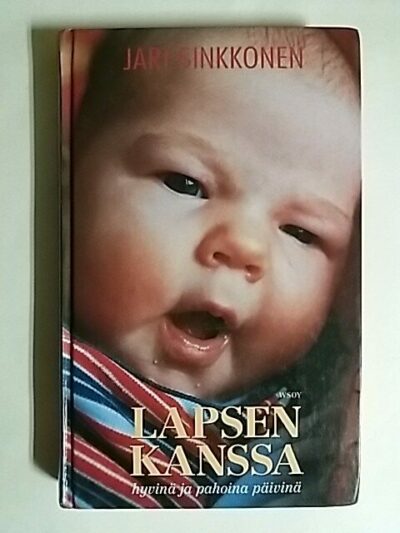 JARI SINKKONEN
WSOY
LAPSEN
KANSSA
hyvinä ja pahoina päivinä